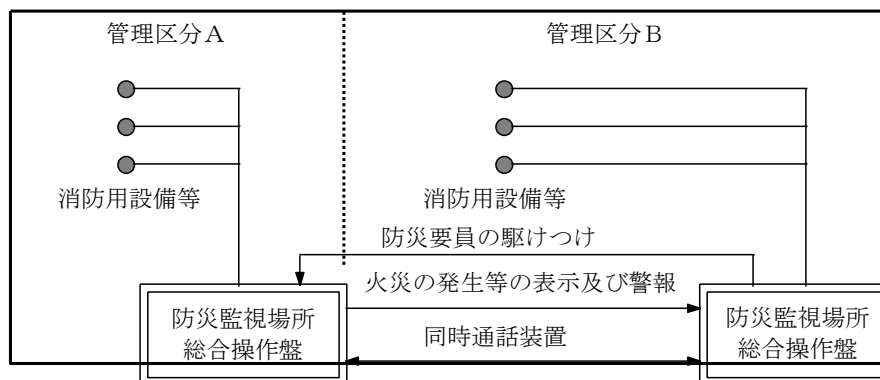 管理区分A
管理区分B
消防用設備等
消防用設備等
防災要員の駆けつけ
火災の発生等の表示及び警報
同時通話装置
防災監視場所
総合操作盤
防災監視場所
総合操作盤